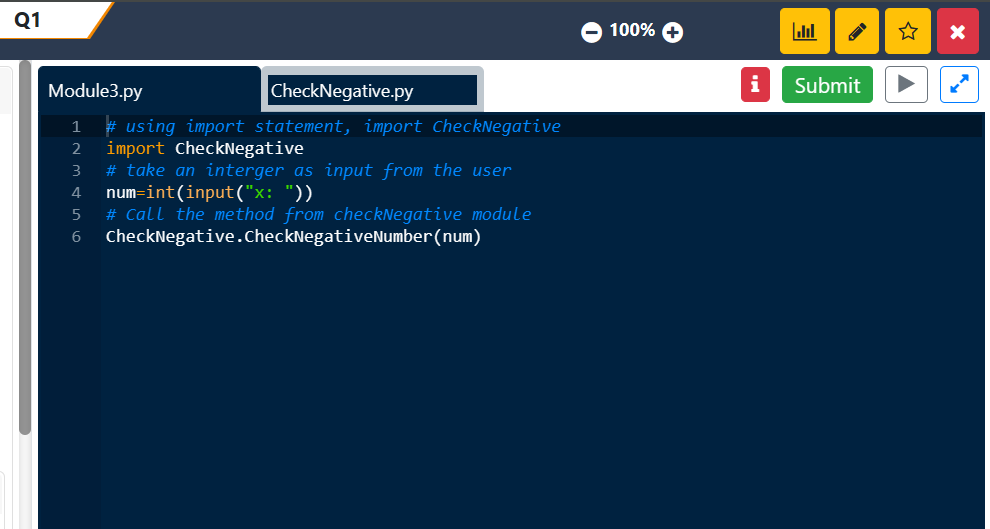 Q1
100%
Module3.py
CheckNegative.py
Submit
1 # using import statement, import CheckNegative
2 import CheckNegative
3 # take an interger as input from the user
4 num=int(input("x: "))
5 # Call the method from checkNegative module
6 CheckNegative.CheckNegativeNumber(num)